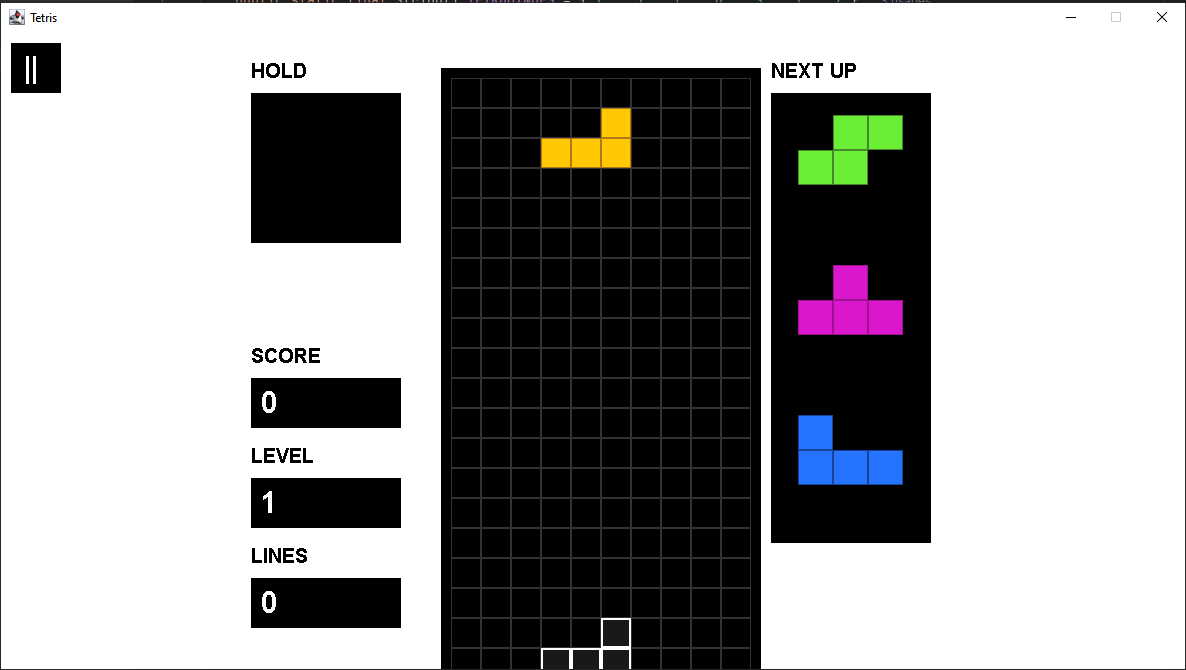 Tetris
HOLD
NEXT UP
SCORE
0
LEVEL
1
LINES
0